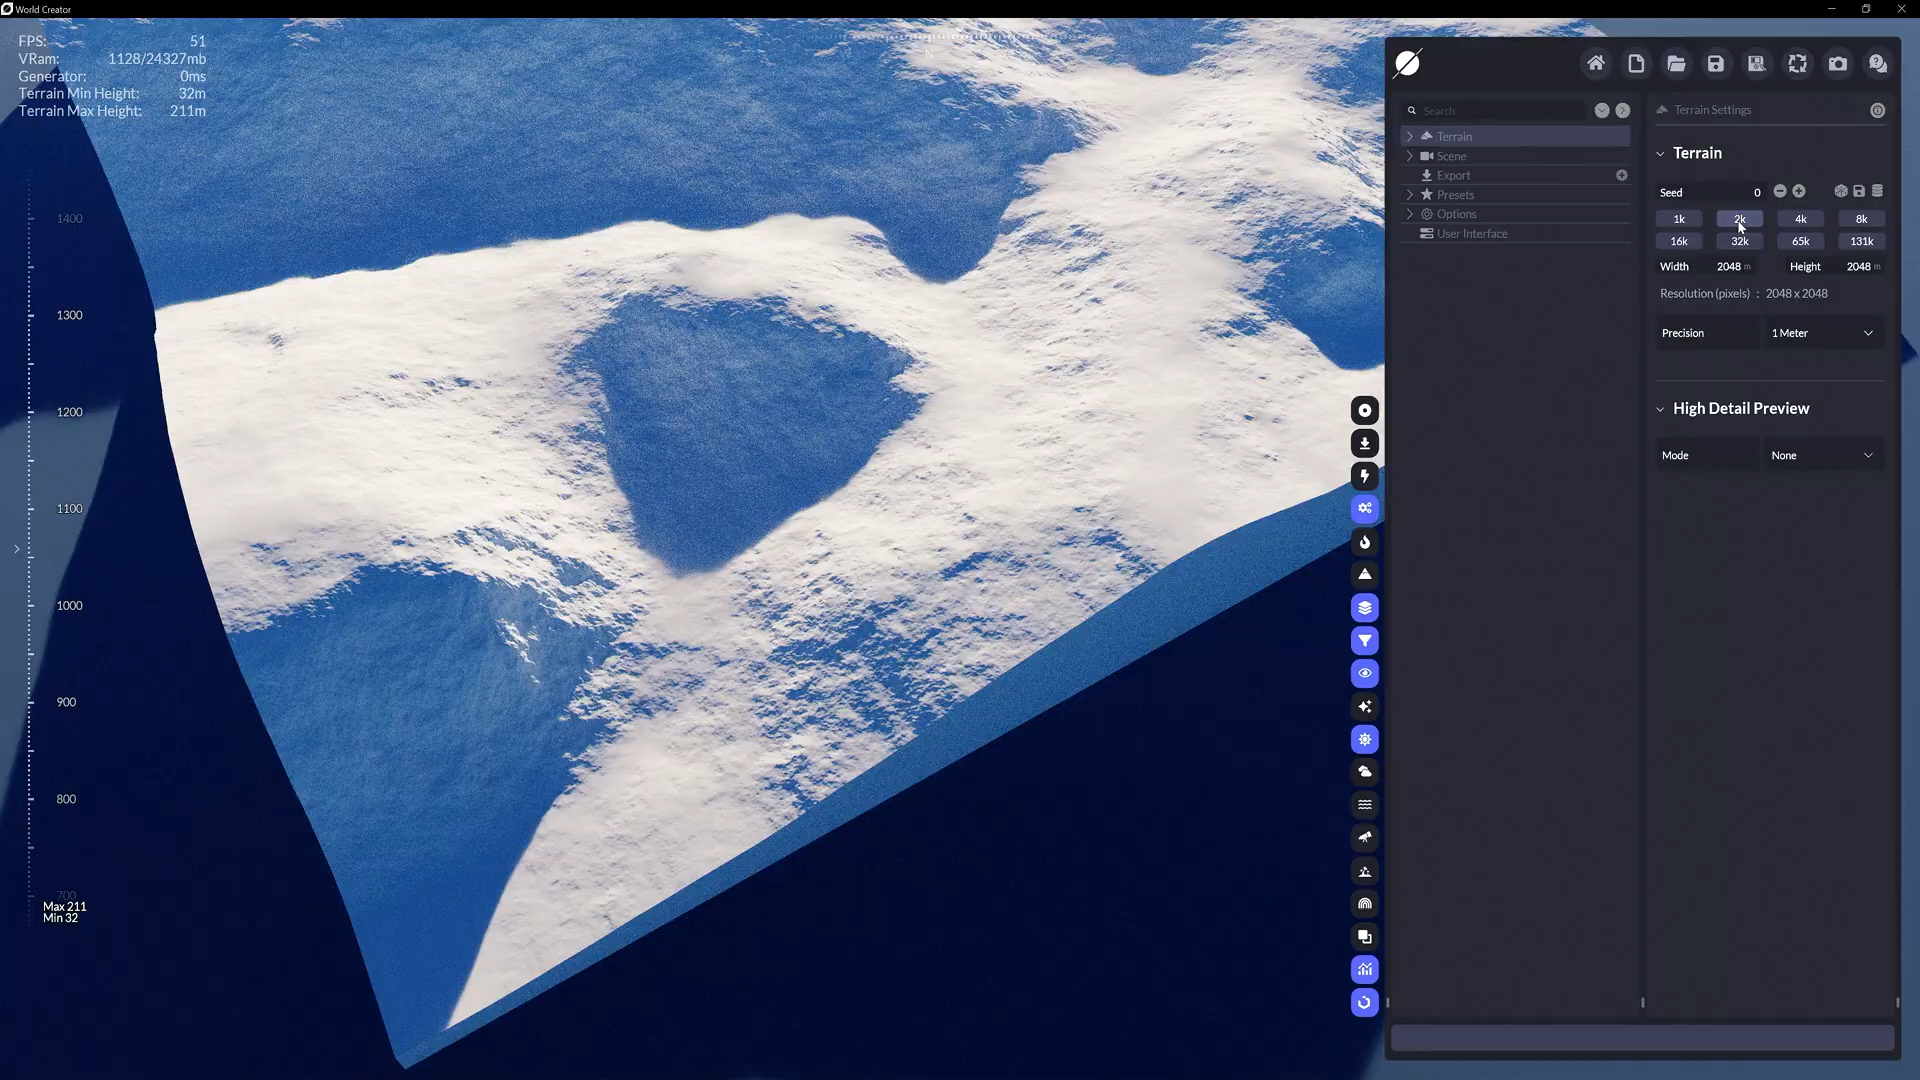 World Creator
FPS: 51
VRam: 1128/24327mb
Generator: 0ms
Terrain Min Height: 32m
Terrain Max Height: 211m
N
1400
1300
1200
1100
1000
900
800
700
Max 211
Min 32
Search
Terrain
Scene
Export
Presets
Options
User Interface
Terrain Settings
Terrain
Seed 0
1k 2k 4k 8k
16k 32k 65k 131k
Width 2048 m Height 2048 m
Resolution (pixels) : 2048 x 2048
Precision 1 Meter
High Detail Preview
Mode None